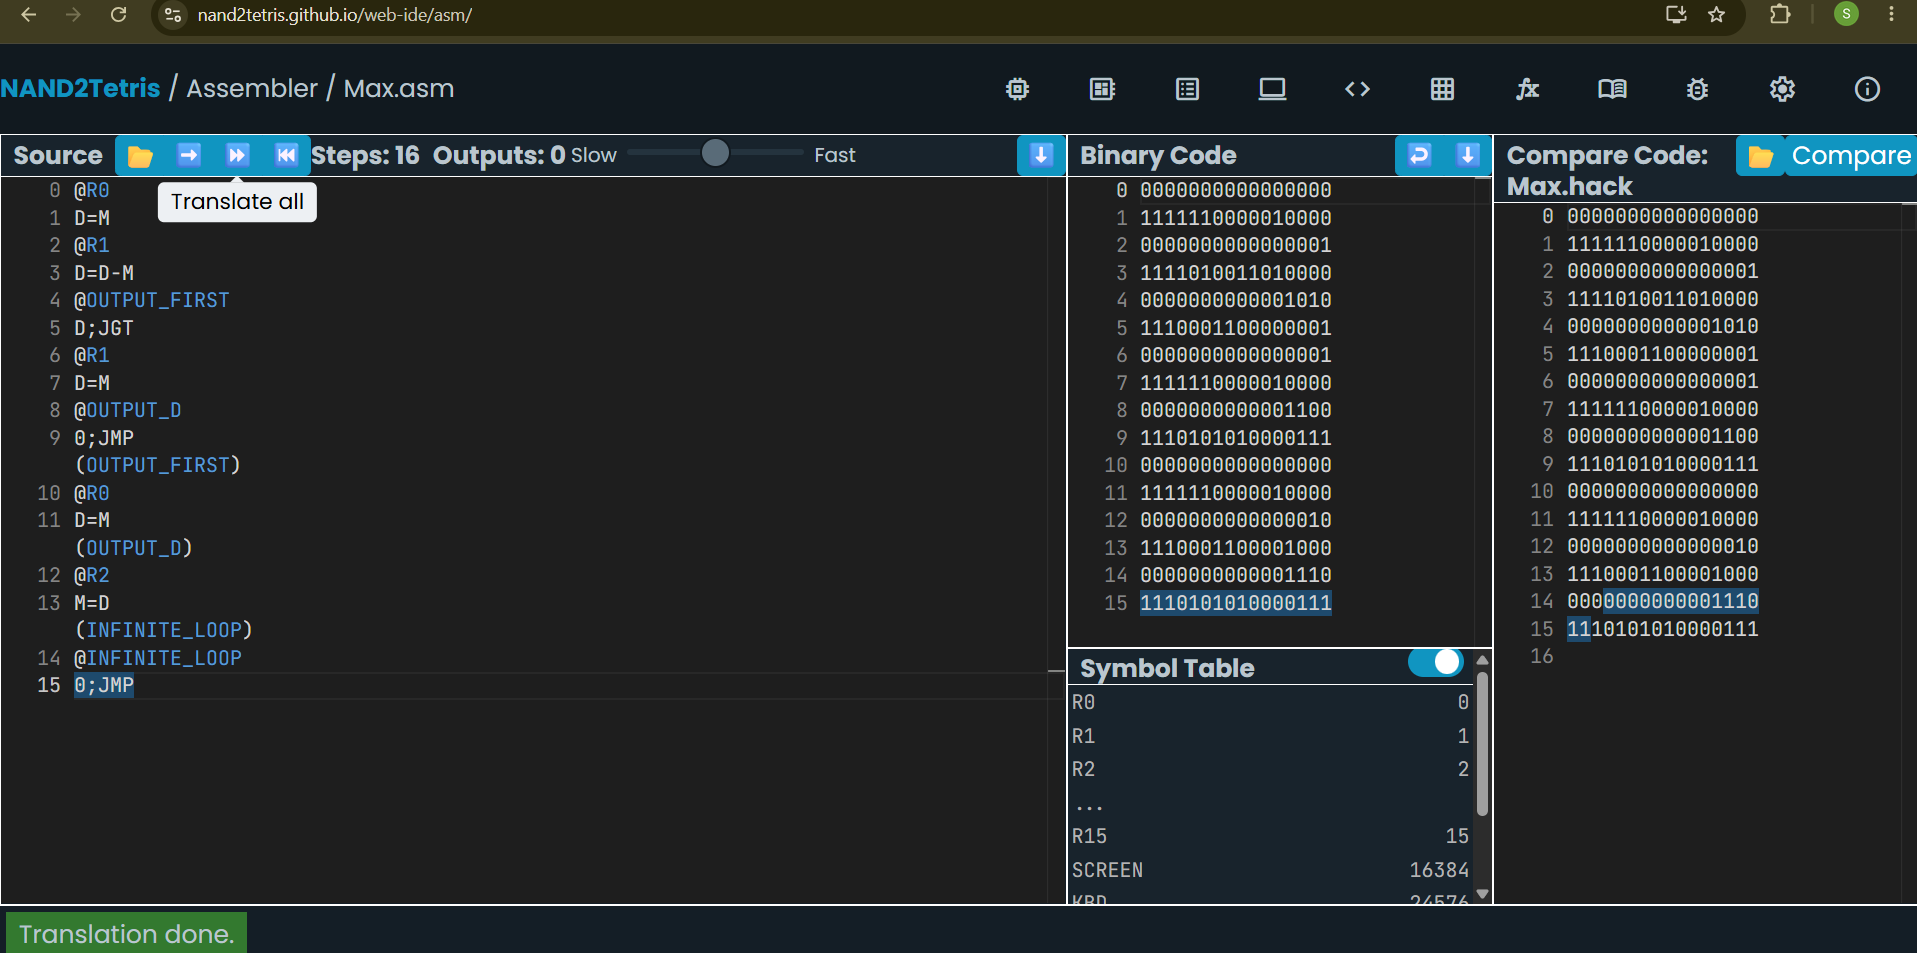 nand2tetris.github.io/web-ide/asm/
S
NAND2Tetris / Assembler / Max.asm
Source
Steps: 16 Outputs: 0 Slow Fast
Translate all
0 @R0
1 D=M
2 @R1
3 D=D-M
4 @OUTPUT_FIRST
5 D;JGT
6 @R1
7 D=M
8 @OUTPUT_D
9 0;JMP
(OUTPUT_FIRST)
10 @R0
11 D=M
(OUTPUT_D)
12 @R2
13 M=D
(INFINITE_LOOP)
14 @INFINITE_LOOP
15 0;JMP
Binary Code
0 0000000000000000
1 1111110000010000
2 0000000000000001
3 1111010011010000
4 0000000000001010
5 1110001100000001
6 0000000000000001
7 1111110000010000
8 0000000000001100
9 1110101010000111
10 0000000000000000
11 1111110000010000
12 0000000000000010
13 1110001100001000
14 0000000000001110
15 1110101010000111
Symbol Table
R0 0
R1 1
R2 2
...
R15 15
SCREEN 16384
KBD 24576
Compare Code:
Max.hack
Compare
0 0000000000000000
1 1111110000010000
2 0000000000000001
3 1111010011010000
4 0000000000001010
5 1110001100000001
6 0000000000000001
7 1111110000010000
8 0000000000001100
9 1110101010000111
10 0000000000000000
11 1111110000010000
12 0000000000000010
13 1110001100001000
14 0000000000001110
15 1110101010000111
16
Translation done.